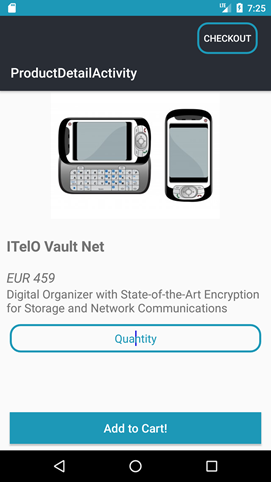 7:25
CHECKOUT
ProductDetailActivity
ITelO Vault Net
EUR 459
Digital Organizer with State-of-the-Art Encryption
for Storage and Network Communications
Quantity
Add to Cart!